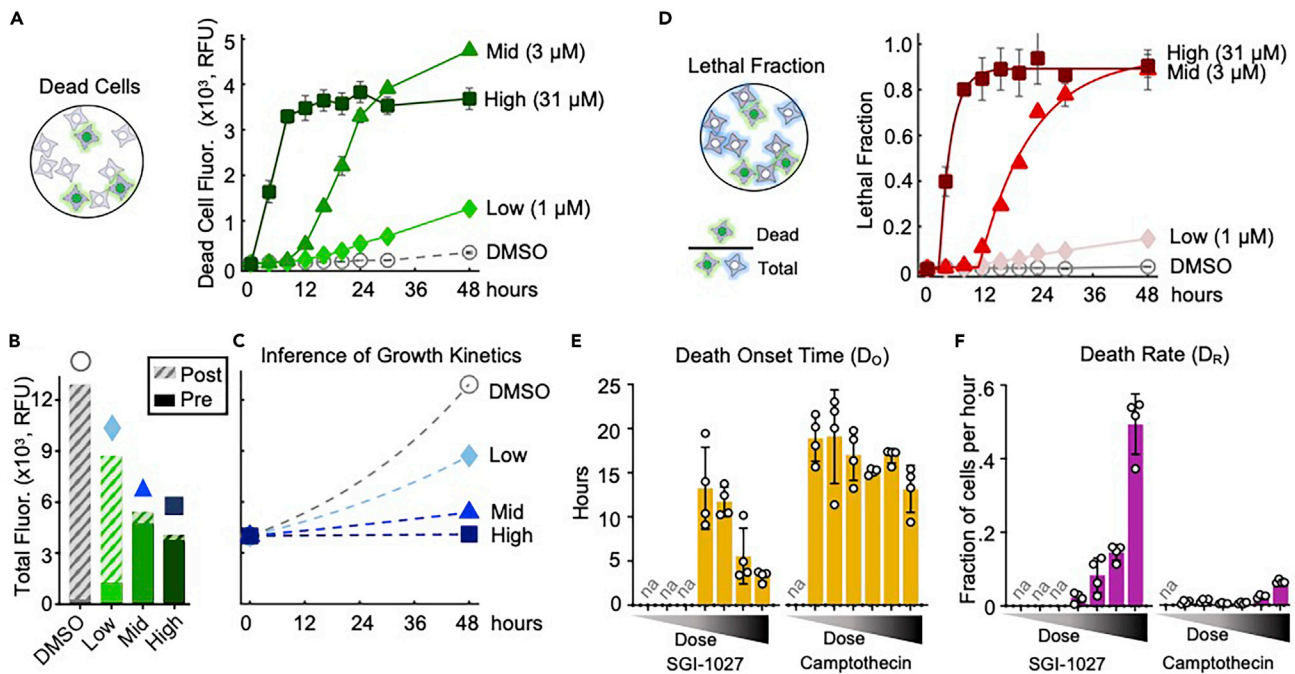 A
Dead Cells
Dead Cell Fluor. (x10³, RFU)
5
4
3
2
1
0
0
12
24
36
48
hours
Mid (3 µM)
High (31 µM)
Low (1 µM)
DMSO
D
Lethal Fraction
Dead
Total
Lethal Fraction
1.0
0.8
0.6
0.4
0.2
0
0
12
24
36
48
hours
High (31 µM)
Mid (3 µM)
Low (1 µM)
DMSO
B
Total Fluor. (x10³, RFU)
12
9
6
3
0
Post
Pre
DMSO
Low
Mid
High
C
Inference of Growth Kinetics
DMSO
Low
Mid
High
0
12
24
36
48
hours
E
Death Onset Time (D_O)
Hours
25
20
15
10
5
0
na
na
na
na
Dose
Dose
SGI-1027
Camptothecin
F
Death Rate (D_R)
Fraction of cells per hour
.6
.4
.2
0
na
na
na
na
Dose
Dose
SGI-1027
Camptothecin